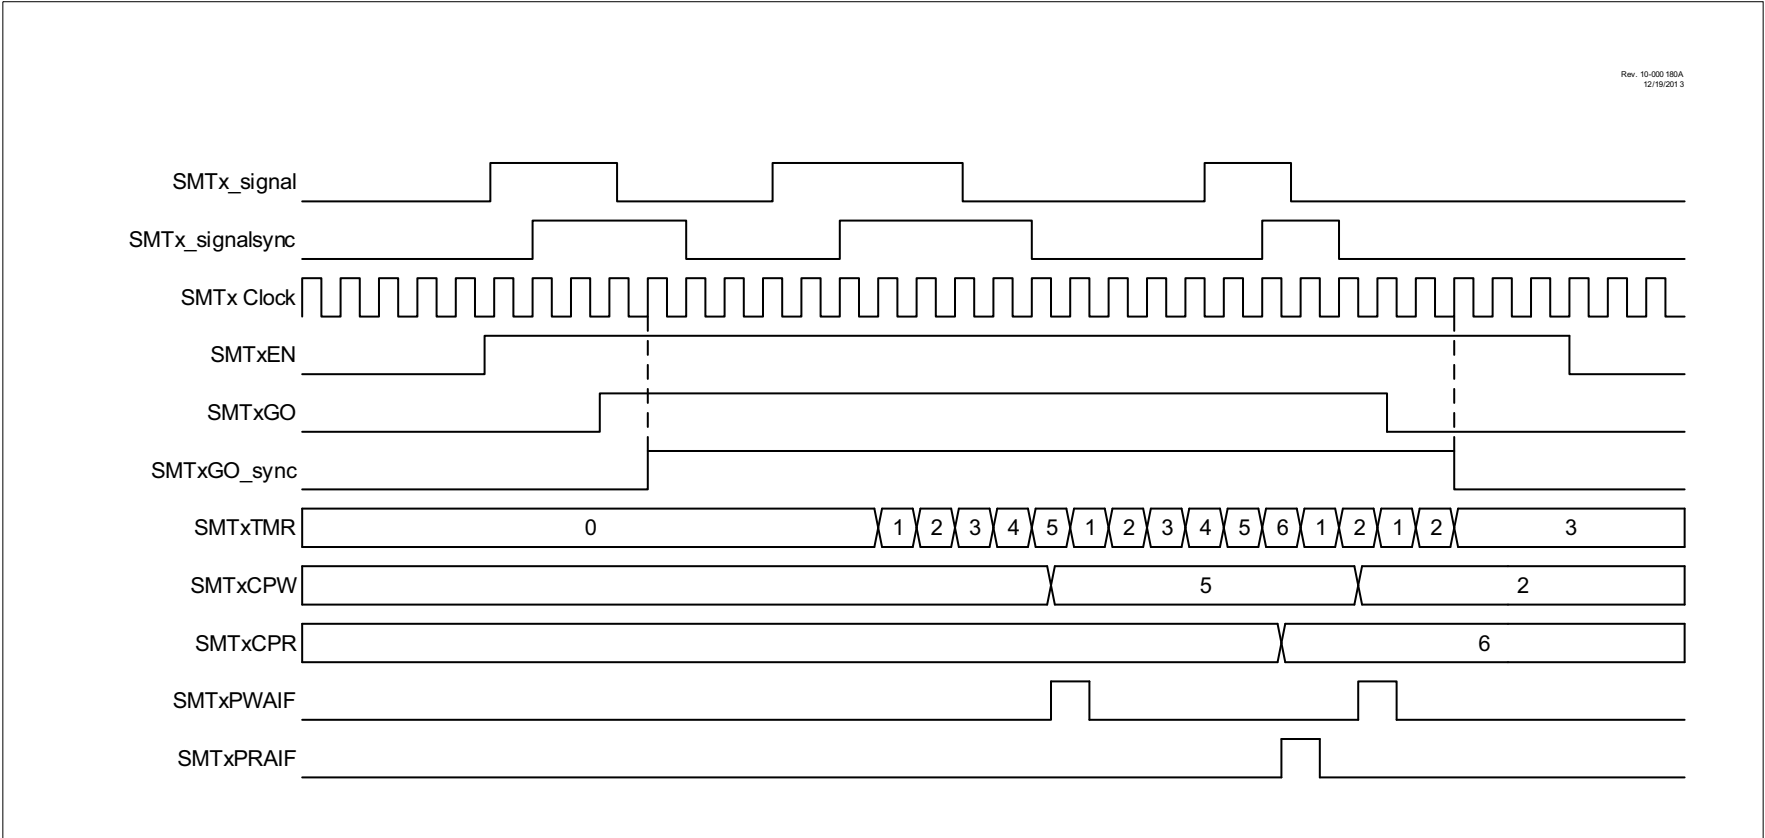 Rev. 10-000 180A
12/19/201 3
SMTx_signal
SMTx_signalsync
SMTx Clock
SMTxEN
SMTxGO
SMTxGO_sync
SMTxTMR 0 1 2 3 4 5 1 2 3 4 5 6 1 2 1 2 3
SMTxCPW 5 2
SMTxCPR 6
SMTxPWAIF
SMTxPRAIF